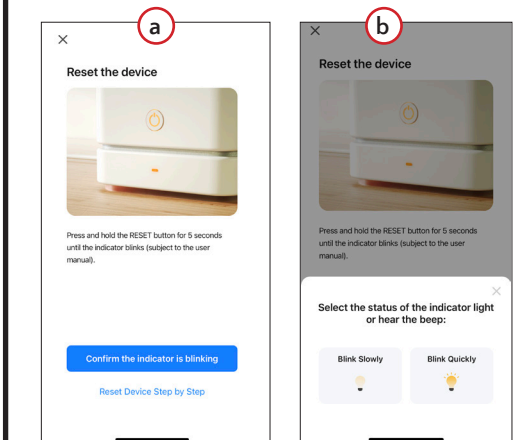 a
Reset the device
Press and hold the RESET button for 5 seconds
until the indicator blinks (subject to the user
manual).
Confirm the indicator is blinking
Reset Device Step by Step
b
Reset the device
Press and hold the RESET button for 5 seconds
until the indicator blinks (subject to the user
manual).
Select the status of the indicator light
or hear the beep:
Blink Slowly
Blink Quickly